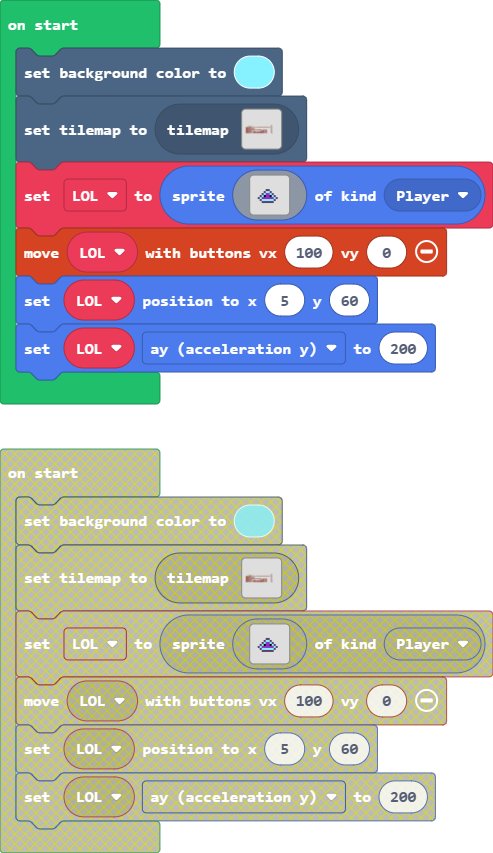 on start
set background color to
set tilemap to tilemap
set LOL to sprite of kind Player
move LOL with buttons vx 100 vy 0
set LOL position to x 5 y 60
set LOL ay (acceleration y) to 200
on start
set background color to
set tilemap to tilemap
set LOL to sprite of kind Player
move LOL with buttons vx 100 vy 0
set LOL position to x 5 y 60
set LOL ay (acceleration y) to 200